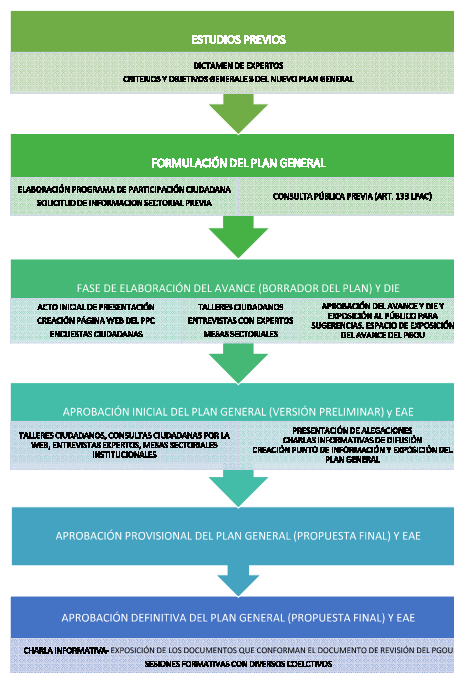 ESTUDIOS PREVIOS
DICTAMEN DE EXPERTOS
CRITERIOS Y OBJETIVOS GENERALES DEL NUEVO PLAN GENERAL
FORMULACIÓN DEL PLAN GENERAL
ELABORACIÓN PROGRAMA DE PARTICIPACIÓN CIUDADANA
SOLICITUD DE INFORMACION SECTORIAL PREVIA
CONSULTA PÚBLICA PREVIA (ART. 133 LPAC)
FASE DE ELABORACIÓN DEL AVANCE (BORRADOR DEL PLAN) Y DIE
ACTO INICIAL DE PRESENTACIÓN
CREACIÓN PÁGINA WEB DEL PPC
ENCUESTAS CIUDADANAS
TALLERES CIUDADANOS
ENTREVISTAS CON EXPERTOS
MESAS SECTORIALES
APROBACIÓN DEL AVANCE Y DIE Y
EXPOSICIÓN AL PÚBLICO PARA
SUGERENCIAS. ESPACIO DE EXPOSICIÓN
DEL AVANCE DEL PGOU
APROBACIÓN INICIAL DEL PLAN GENERAL (VERSIÓN PRELIMINAR) y EAE
TALLERES CIUDADANOS, CONSULTAS CIUDADANAS POR LA
WEB, ENTREVISTAS EXPERTOS, MESAS SECTORIALES
INSTITUCIONALES
PRESENTACIÓN DE ALEGACIONES
CHARLAS INFORMATIVAS DE DIFUSIÓN
CREACIÓN PUNTO DE INFORMACIÓN Y EXPOSICIÓN DEL
PLAN GENERAL
APROBACIÓN PROVISIONAL DEL PLAN GENERAL (PROPUESTA FINAL) Y EAE
APROBACIÓN DEFINITIVA DEL PLAN GENERAL (PROPUESTA FINAL) Y EAE
CHARLA INFORMATIVA- EXPOSICIÓN DE LOS DOCUMENTOS QUE CONFORMAN EL DOCUMENTO DE REVISIÓN DEL PGOU
SESIONES FORMATIVAS CON DIVERSOS COLECTIVOS